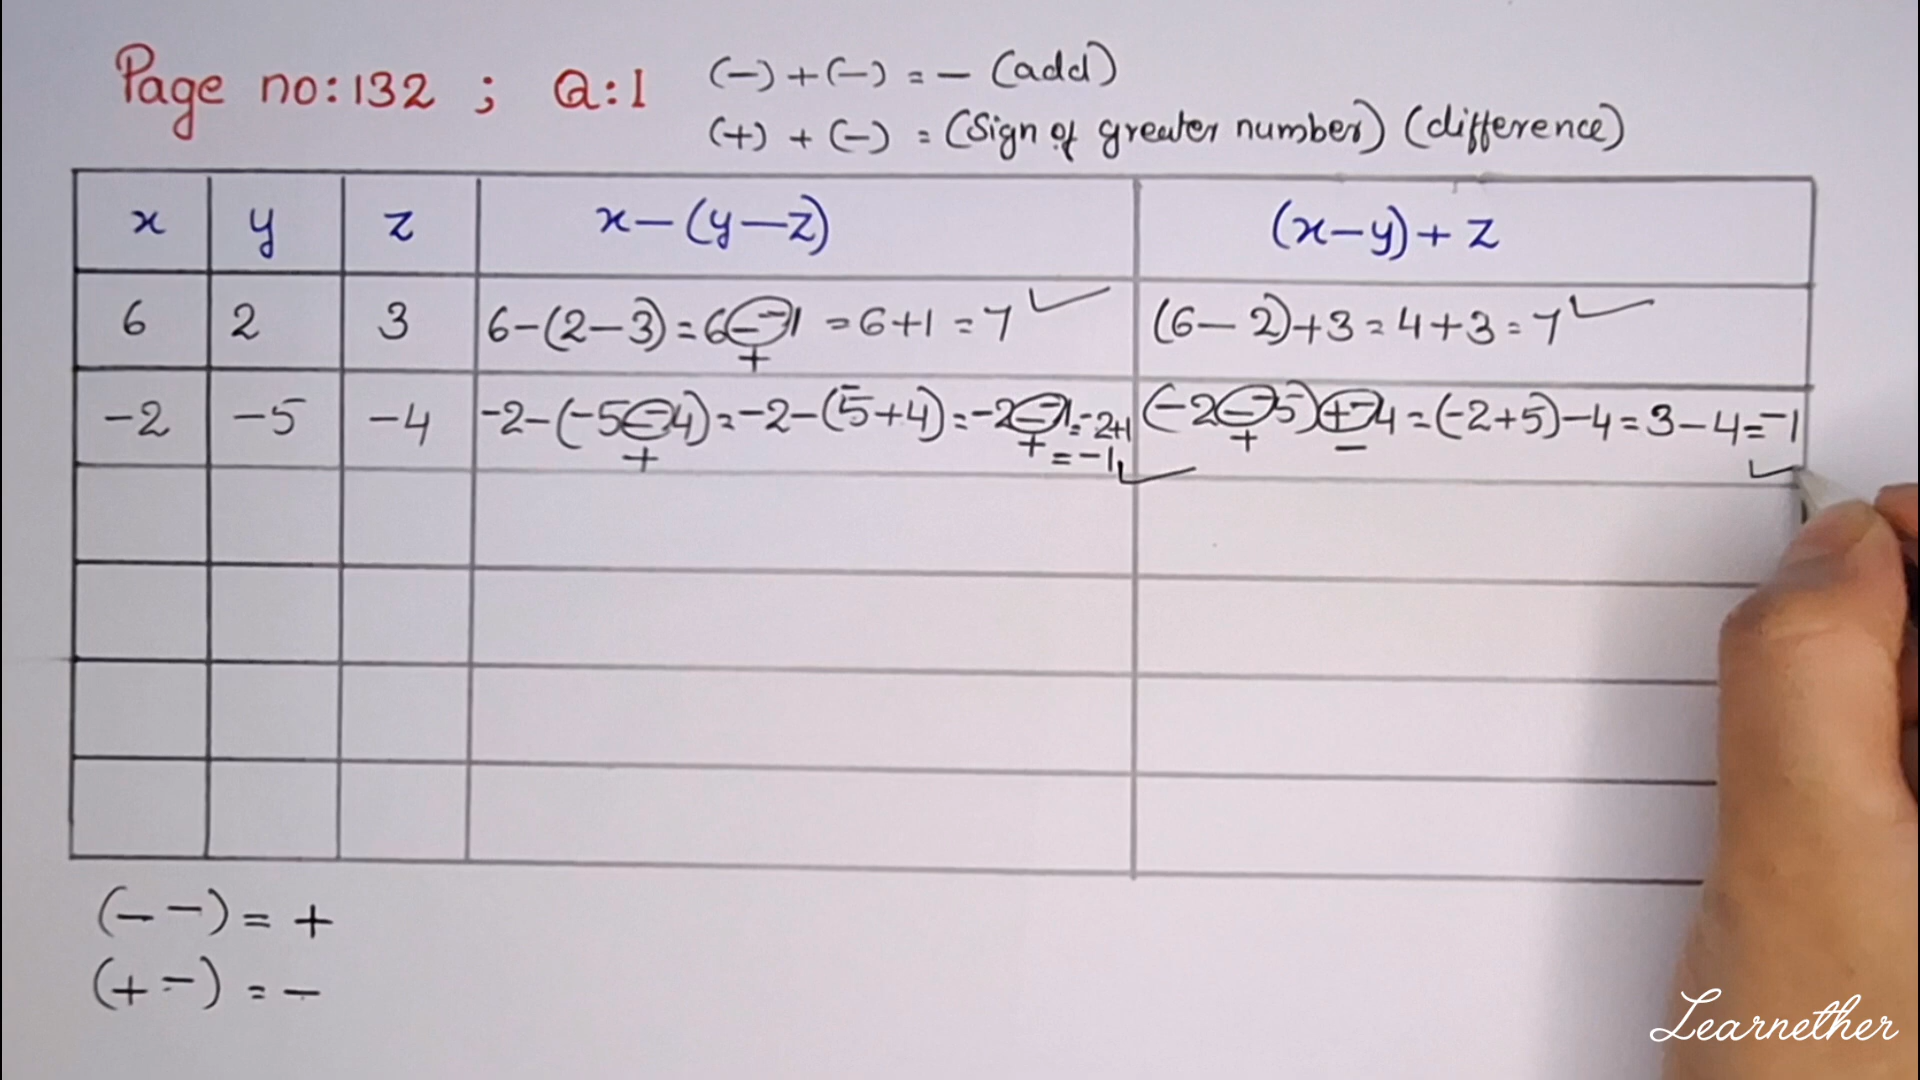 Page no:132 ; Q:1
(-) + (-) = - (add)
(+) + (-) = (Sign of greater number) (difference)
x y z x-(y-z) (x-y)+z
6 2 3 6-(2-3)=6--1 =6+1=7 (6-2)+3=4+3=7
+
-2 -5 -4 -2-(-5--4)=-2-(-5+4)=-2--1=-2+1 (-2--5)+-4=(-2+5)-4=3-4=-1
+ + =-1 + -
(--) = +
(+-) = -
Learnether